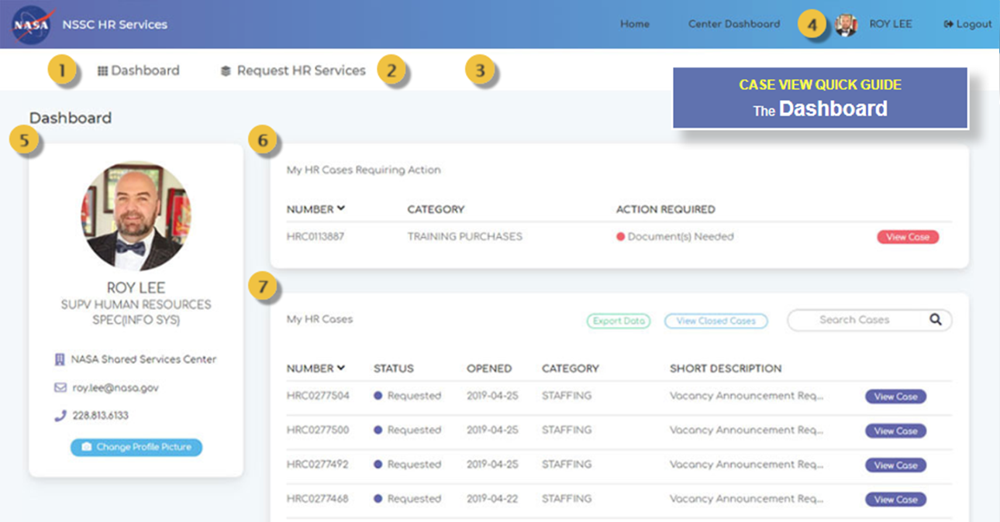 NASA NSSC HR Services Home Center Dashboard 4 ROY LEE Logout
1 Dashboard Request HR Services 2 3
CASE VIEW QUICK GUIDE
The Dashboard
Dashboard
5
ROY LEE
SUPV HUMAN RESOURCES
SPEC(INFO SYS)
NASA Shared Services Center
roy.lee@nasa.gov
228.813.6133
Change Profile Picture
6
My HR Cases Requiring Action
NUMBER CATEGORY ACTION REQUIRED
HRC0113887 TRAINING PURCHASES Document(s) Needed View Case
7
My HR Cases Export Data View Closed Cases Search Cases
NUMBER STATUS OPENED CATEGORY SHORT DESCRIPTION
HRC0277504 Requested 2019-04-25 STAFFING Vacancy Announcement Req... View Case
HRC0277500 Requested 2019-04-25 STAFFING Vacancy Announcement Req... View Case
HRC0277492 Requested 2019-04-25 STAFFING Vacancy Announcement Req... View Case
HRC0277468 Requested 2019-04-22 STAFFING Vacancy Announcement Req... View Case